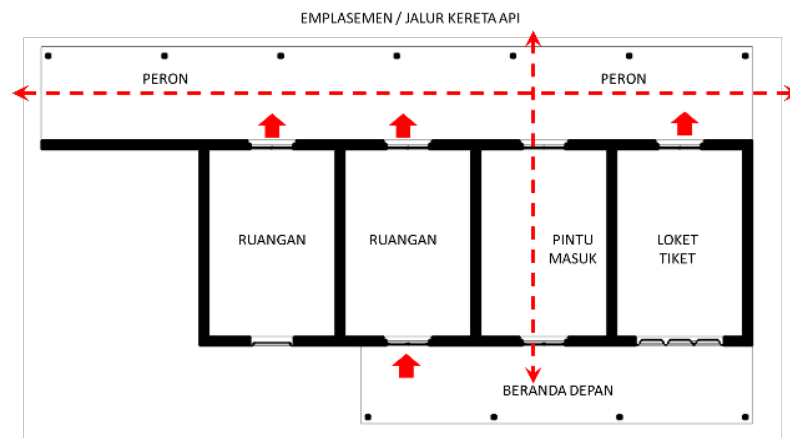 EMPLASEMEN / JALUR KERETA API
PERON
PERON
RUANGAN
RUANGAN
PINTU
MASUK
LOKET
TIKET
BERANDA DEPAN